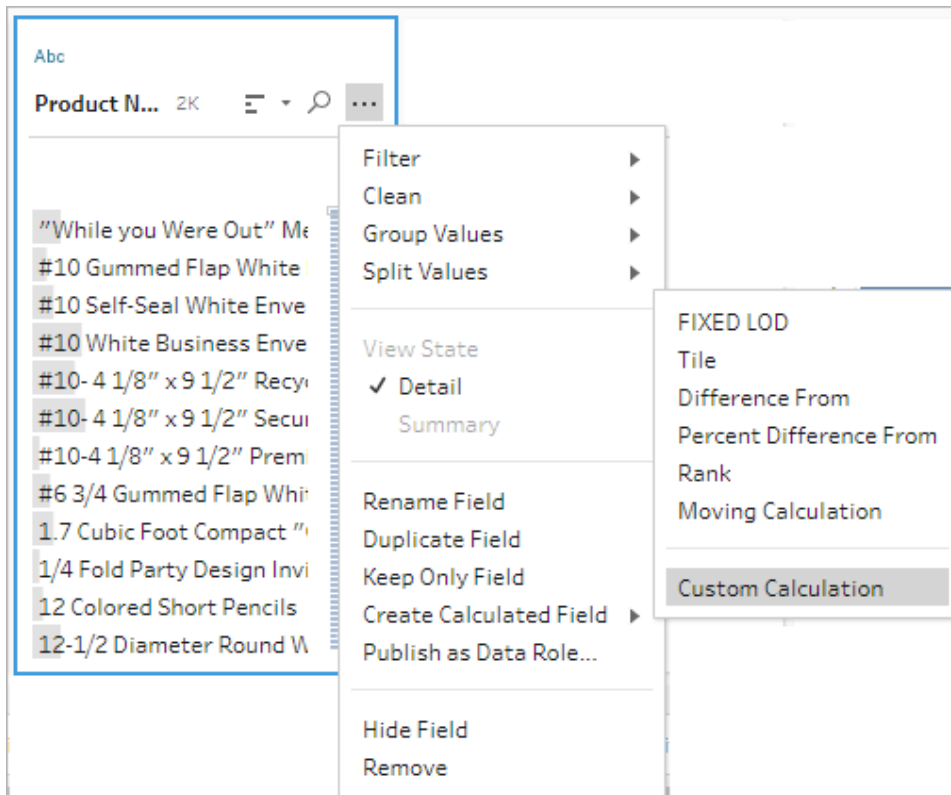 Abc
Product N... 2K
"While you Were Out" Me
#10 Gummed Flap White
#10 Self-Seal White Enve
#10 White Business Enve
#10- 4 1/8" x 9 1/2" Recy
#10- 4 1/8" x 9 1/2" Secur
#10-4 1/8" x 9 1/2" Premi
#6 3/4 Gummed Flap Whit
1.7 Cubic Foot Compact "
1/4 Fold Party Design Invi
12 Colored Short Pencils
12-1/2 Diameter Round W
Filter
Clean
Group Values
Split Values
View State
✓ Detail
Summary
Rename Field
Duplicate Field
Keep Only Field
Create Calculated Field
Publish as Data Role...
Hide Field
Remove
FIXED LOD
Tile
Difference From
Percent Difference From
Rank
Moving Calculation
Custom Calculation